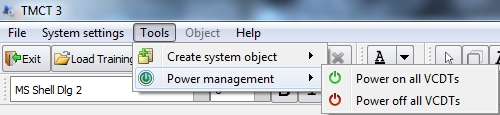 TMCT 3
File System settings Tools Object Help
Exit Load Training
Create system object
Power management
Power on all VCDTs
Power off all VCDTs
MS Shell Dlg 2
A